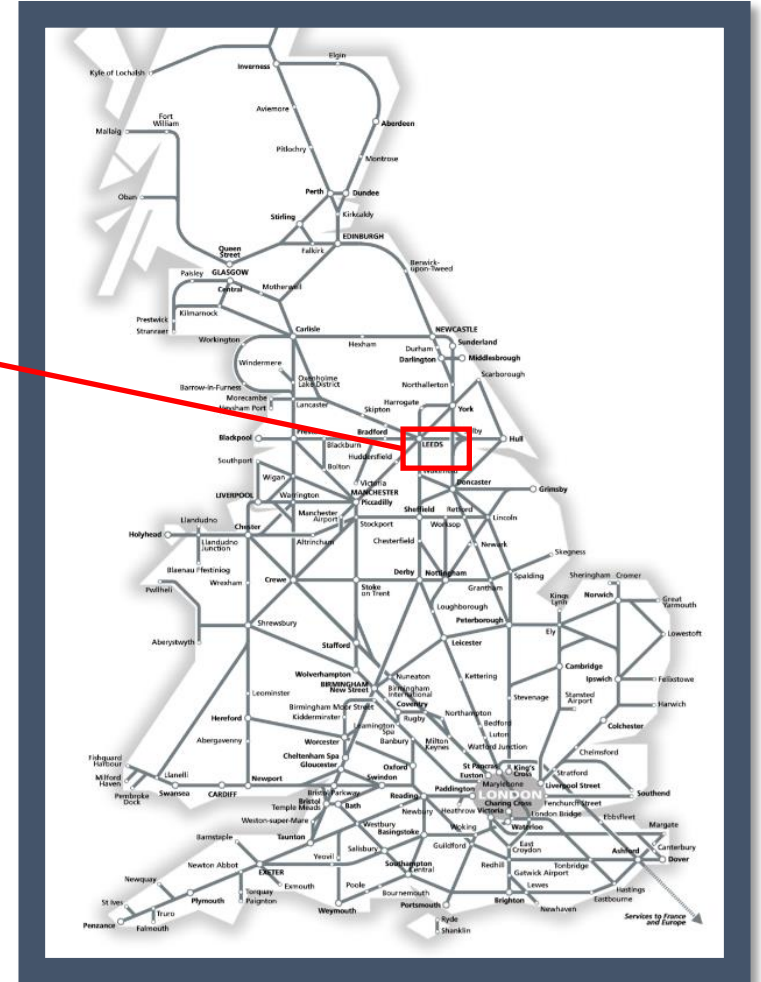 Elgin
Inverness
Kyle of Lochalsh
Aviemore
Fort
William
Mallaig
Aberdeen
Pitlochry
Montrose
Perth
Dundee
Oban
Stirling
Kirkcaldy
EDINBURGH
Queen
Street
Falkirk
Berwick-
upon-Tweed
Paisley
GLASGOW
Central
Motherwell
Kilmarnock
Prestwick
Stranraer
Carlisle
NEWCASTLE
Workington
Hexham
Sunderland
Durham
Darlington
Middlesbrough
Windermere
Oxenholme
Lake District
Northallerton
Scarborough
Barrow-in-Furness
Morecambe
Heysham Port
Lancaster
Harrogate
York
Skipton
Bradford
LEEDS
Hull
Blackpool
Blackburn
Huddersfield
Southport
Bolton
Wigan
Victoria
MANCHESTER
Piccadilly
Doncaster
Grimsby
LIVERPOOL
Warrington
Manchester
Airport
Stockport
Sheffield
Retford
Worksop
Lincoln
Llandudno
Holyhead
Chester
Llandudno
Junction
Altrincham
Chesterfield
Newark
Skegness
Blaenau Ffestiniog
Wrexham
Crewe
Stoke
on Trent
Derby
Nottingham
Grantham
Spalding
Sheringham
Cromer
Pwllheli
Kings
Lynn
Norwich
Great
Yarmouth
Loughborough
Peterborough
Ely
Lowestoft
Aberystwyth
Shrewsbury
Stafford
Leicester
Cambridge
Wolverhampton
BIRMINGHAM
New Street
Nuneaton
Birmingham
International
Kettering
Ipswich
Felixstowe
Leominster
Birmingham Moor Street
Coventry
Stevenage
Stansted
Airport
Harwich
Kidderminster
Rugby
Northampton
Hereford
Leamington
Spa
Bedford
Colchester
Abergavenny
Worcester
Banbury
Milton
Keynes
Luton
Watford Junction
Chelmsford
Fishguard
Harbour
Cheltenham Spa
Gloucester
Oxford
St Pancras
Euston
King's
Cross
Stratford
Milford
Haven
Llanelli
Newport
Swindon
Marylebone
Liverpool Street
Pembroke
Dock
Swansea
CARDIFF
Bristol Parkway
Bristol
Temple Meads
Bath
Reading
Paddington
LONDON
Southend
Newbury
Heathrow
Victoria
Charing Cross
Fenchurch Street
London Bridge
Ebbsfleet
Weston-super-Mare
Westbury
Basingstoke
Woking
Waterloo
Margate
Barnstaple
Taunton
Salisbury
Guildford
East
Croydon
Canterbury
Yeovil
Ashford
Dover
Newton Abbot
EXETER
Southampton
Central
Redhill
Tonbridge
Gatwick Airport
Newquay
Exmouth
Poole
Bournemouth
Lewes
Hastings
Eastbourne
St Ives
Plymouth
Torquay
Paignton
Weymouth
Portsmouth
Brighton
Newhaven
Truro
Penzance
Falmouth
Ryde
Shanklin
Services to France
and Europe